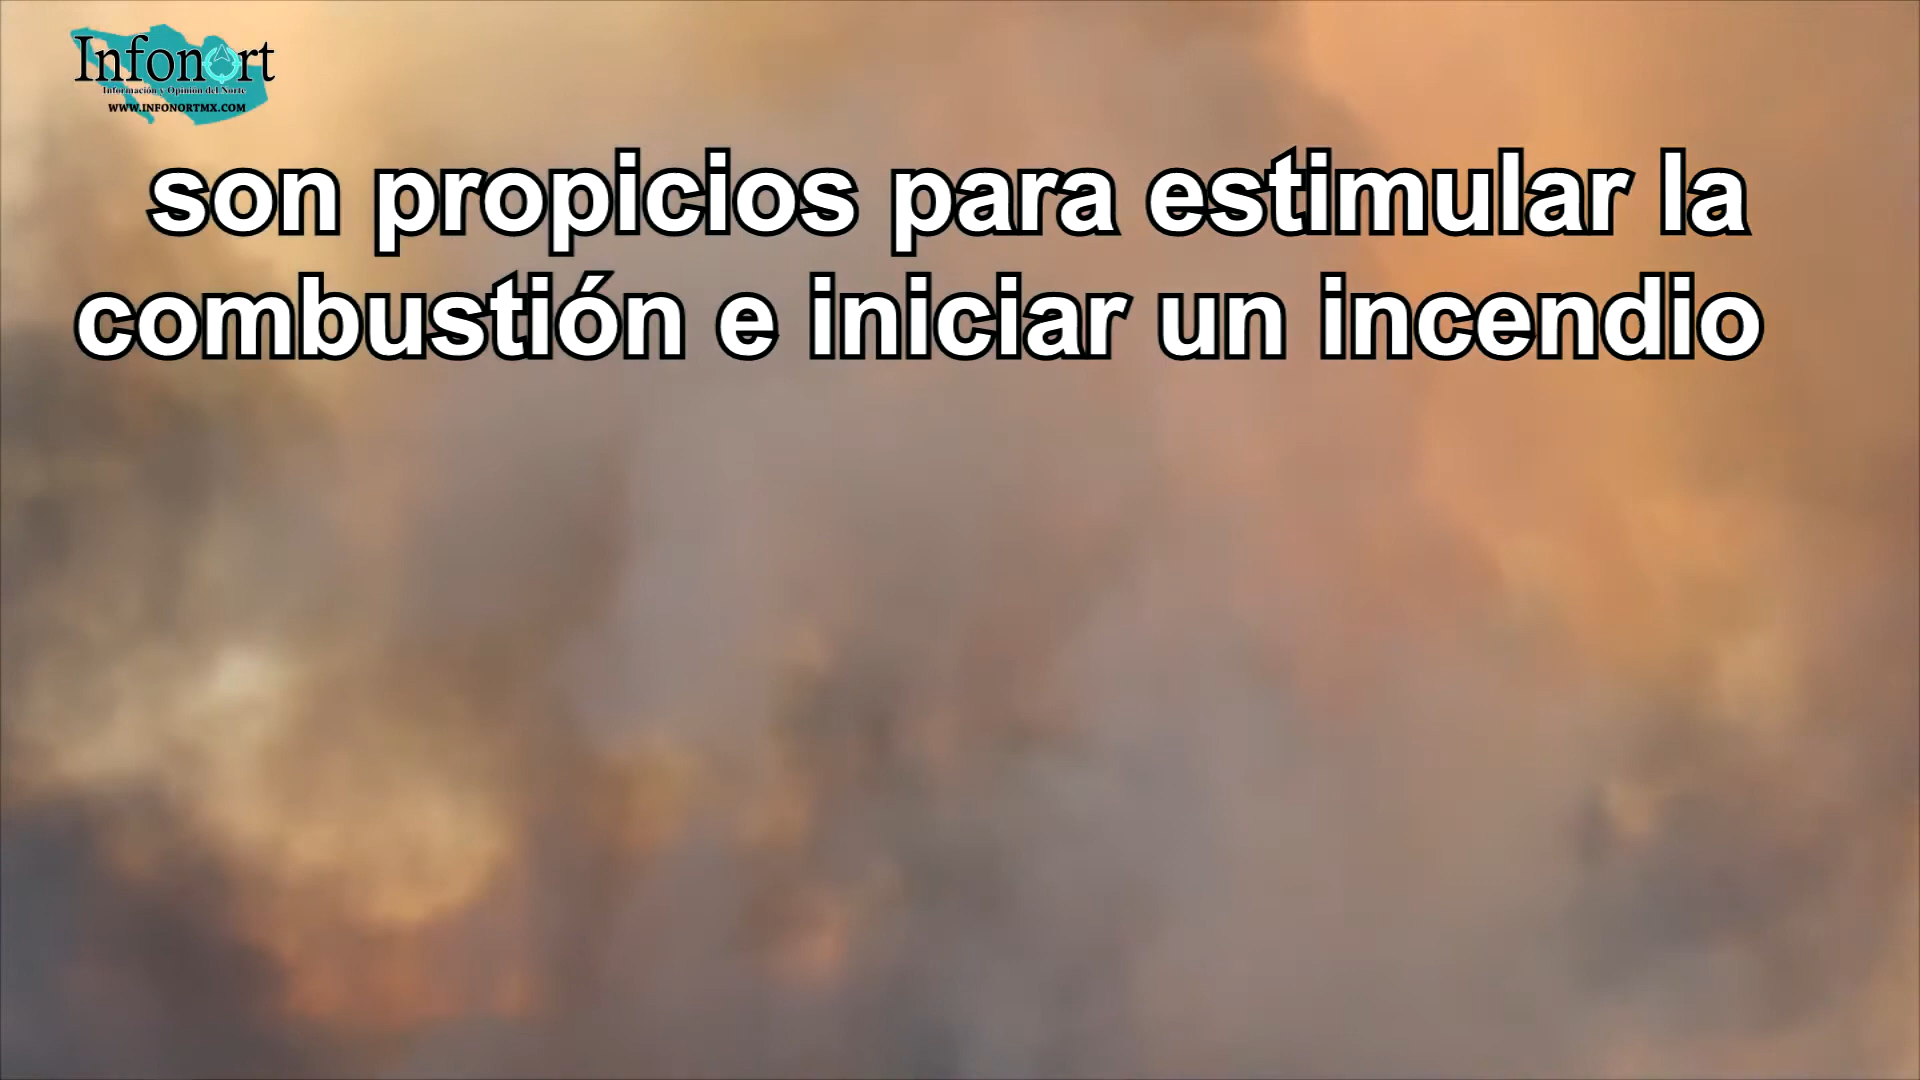 Infonort
Información y Opinión del Norte
WWW.INFONORTMX.COM
son propicios para estimular la
combustión e iniciar un incendio